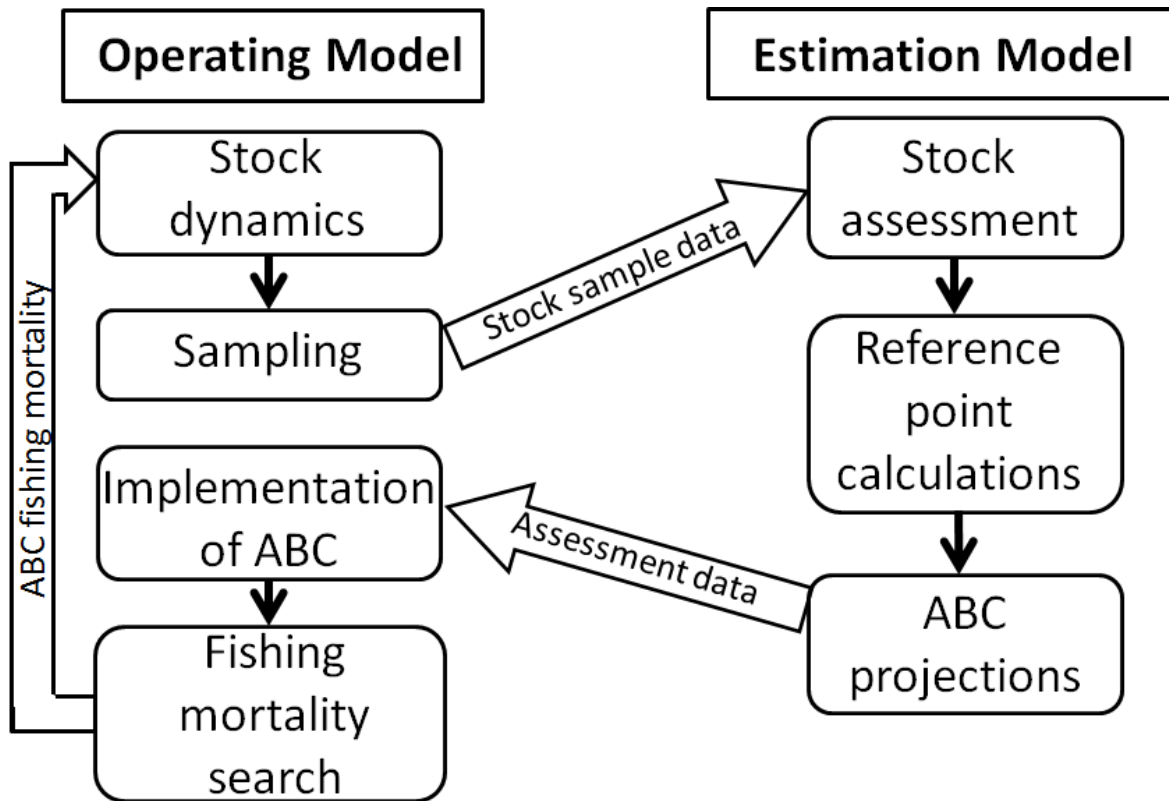 Operating Model
Stock
dynamics
Sampling
Implementation
of ABC
Fishing
mortality
search
ABC fishing mortality
Stock sample data
Assessment data
Estimation Model
Stock
assessment
Reference
point
calculations
ABC
projections